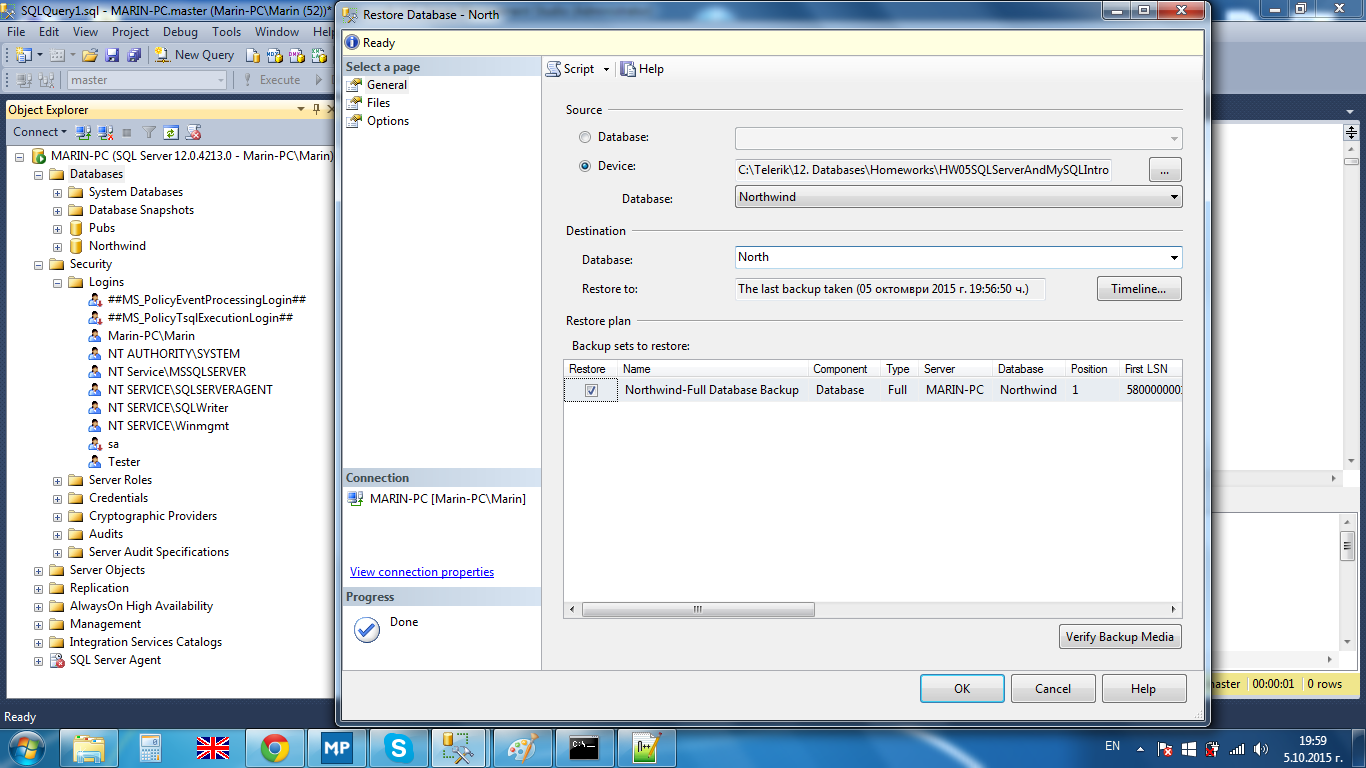 SQLQuery1.sql - MARIN-PC.master (Marin-PC\Marin (52))*
File Edit View Project Debug Tools Window Help
New Query
master
Execute
Object Explorer
Connect
MARIN-PC (SQL Server 12.0.4213.0 - Marin-PC\Marin)
Databases
System Databases
Database Snapshots
Pubs
Northwind
Security
Logins
##MS_PolicyEventProcessingLogin##
##MS_PolicyTsqlExecutionLogin##
Marin-PC\Marin
NT AUTHORITY\SYSTEM
NT Service\MSSQLSERVER
NT SERVICE\SQLSERVERAGENT
NT SERVICE\SQLWriter
NT SERVICE\Winmgmt
sa
Tester
Server Roles
Credentials
Cryptographic Providers
Audits
Server Audit Specifications
Server Objects
Replication
AlwaysOn High Availability
Management
Integration Services Catalogs
SQL Server Agent
Ready
Restore Database - North
Ready
Select a page
General
Files
Options
Connection
MARIN-PC [Marin-PC\Marin]
View connection properties
Progress
Done
Script Help
Source
Database:
Device: C:\Telerik\12. Databases\Homeworks\HW05SQLServerAndMySQLIntro ...
Database: Northwind
Destination
Database: North
Restore to: The last backup taken (05 октомври 2015 г. 19:56:50 ч.) Timeline...
Restore plan
Backup sets to restore:
Restore Name Component Type Server Database Position First LSN
Northwind-Full Database Backup Database Full MARIN-PC Northwind 1 580000000
Verify Backup Media
OK Cancel Help
master 00:00:01 0 rows
MP
C:\_
EN
19:59
5.10.2015 г.